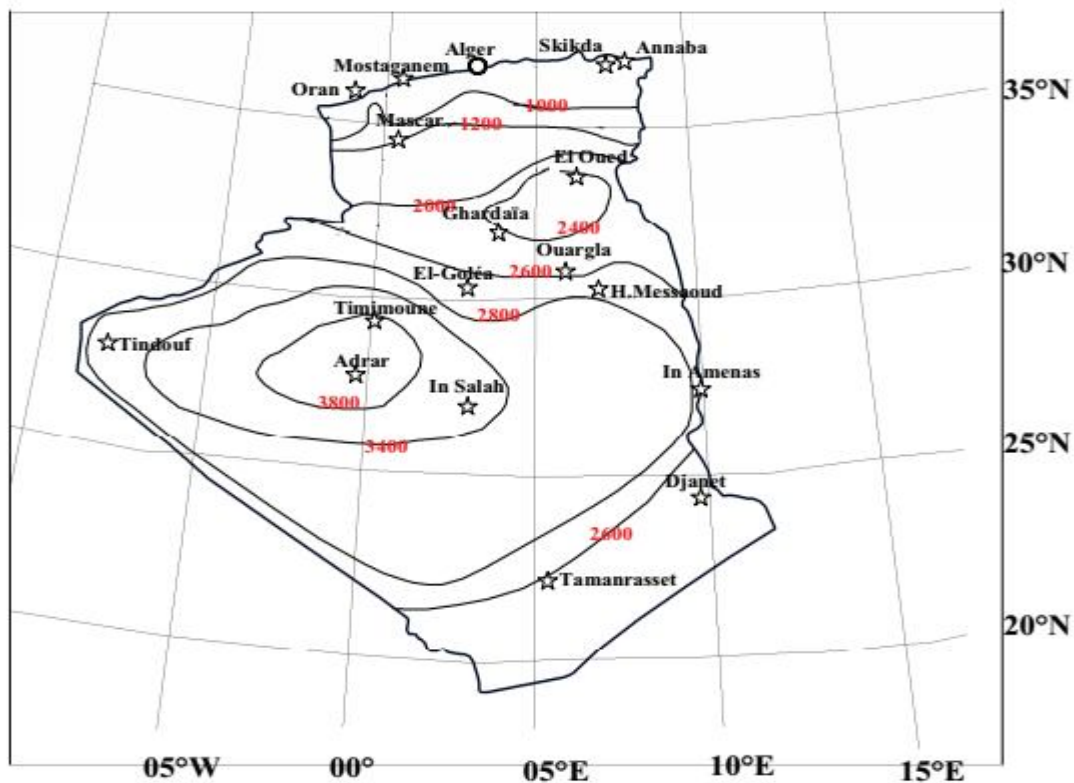 Skikda
Annaba
Alger
Mostaganem
Oran
35°N
1000
Mascar
1200
El Oued
2000
Ghardaïa
2400
Ouargla
30°N
El-Goléa
2600
H.Messaoud
2800
Timimoune
Tindouf
Adrar
In Salah
In Amenas
3800
3400
25°N
Djanet
2600
Tamanrasset
20°N
05°W
00°
05°E
10°E
15°E